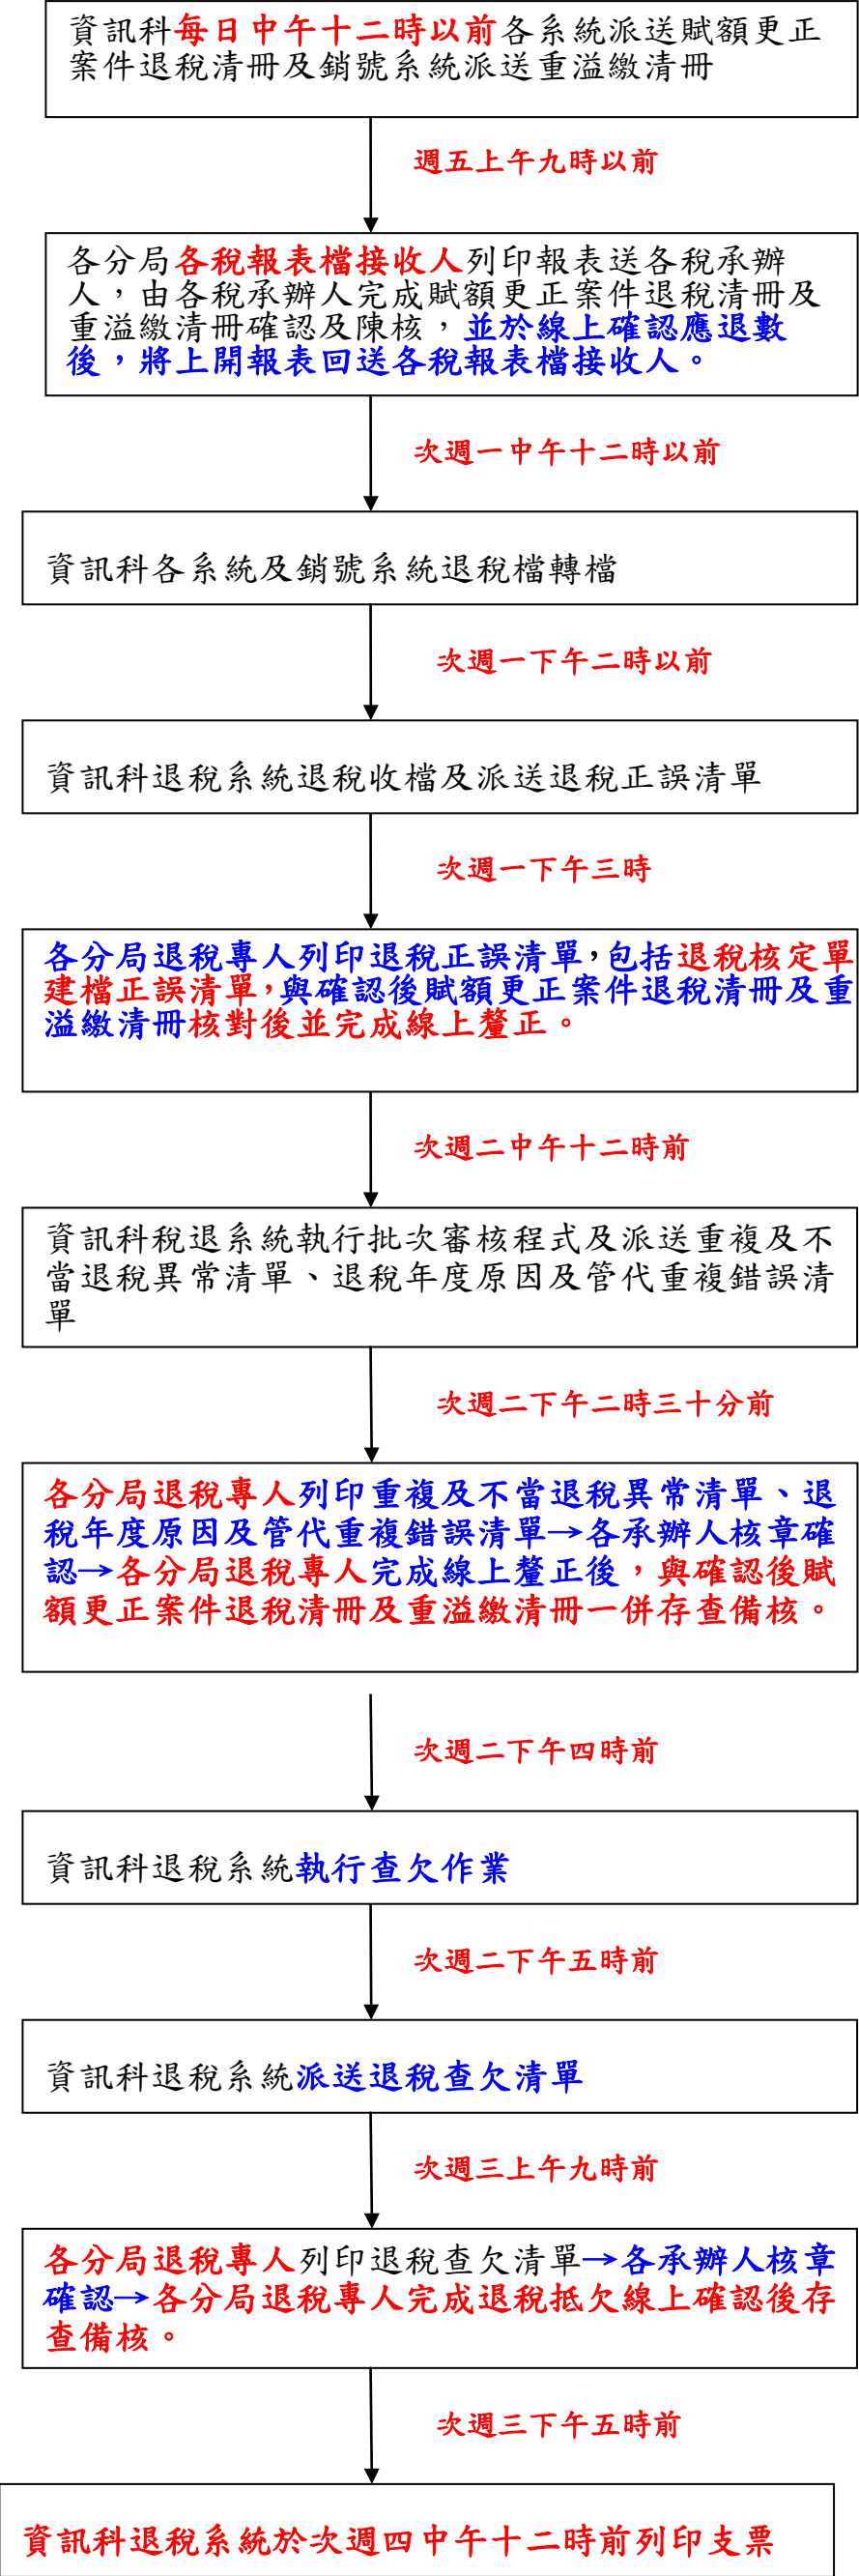 資訊科每日中午十二時以前各系統派送賦額更正
案件退稅清冊及銷號系統派送重溢繳清冊
週五上午九時以前
各分局各稅報表檔接收人列印報表送各稅承辦
人，由各稅承辦人完成賦額更正案件退稅清冊及
重溢繳清冊確認及陳核，並於線上確認應退數
後，將上開報表回送各稅報表檔接收人。
次週一中午十二時以前
資訊科各系統及銷號系統退稅檔轉檔
次週一下午二時以前
資訊科退稅系統退稅收檔及派送退稅正誤清單
次週一下午三時
各分局退稅專人列印退稅正誤清單，包括退稅核定單
建檔正誤清單，與確認後賦額更正案件退稅清冊及重
溢繳清冊核對後並完成線上釐正。
次週二中午十二時前
資訊科稅退系統執行批次審核程式及派送重複及不
當退稅異常清單、退稅年度原因及管代重複錯誤清
單
次週二下午二時三十分前
各分局退稅專人列印重複及不當退稅異常清單、退
稅年度原因及管代重複錯誤清單→各承辦人核章確
認→各分局退稅專人完成線上釐正後，與確認後賦
額更正案件退稅清冊及重溢繳清冊一併存查備核。
次週二下午四時前
資訊科退稅系統執行查欠作業
次週二下午五時前
資訊科退稅系統派送退稅查欠清單
次週三上午九時前
各分局退稅專人列印退稅查欠清單→各承辦人核章
確認→各分局退稅專人完成退稅抵欠線上確認後存
查備核。
次週三下午五時前
資訊科退稅系統於次週四中午十二時前列印支票